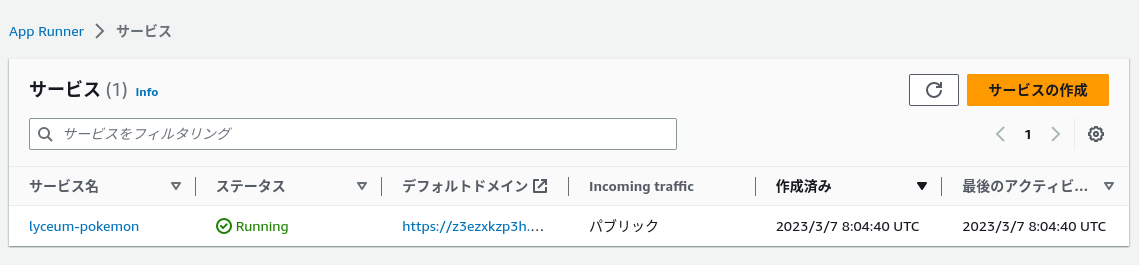 App Runner > サービス
サービス (1) Info
サービスの作成
サービスをフィルタリング
1
サービス名 ステータス デフォルトドメイン Incoming traffic 作成済み 最後のアクティビ...
lyceum-pokemon Running https://z3ezxkzp3h.... パブリック 2023/3/7 8:04:40 UTC 2023/3/7 8:04:40 UTC